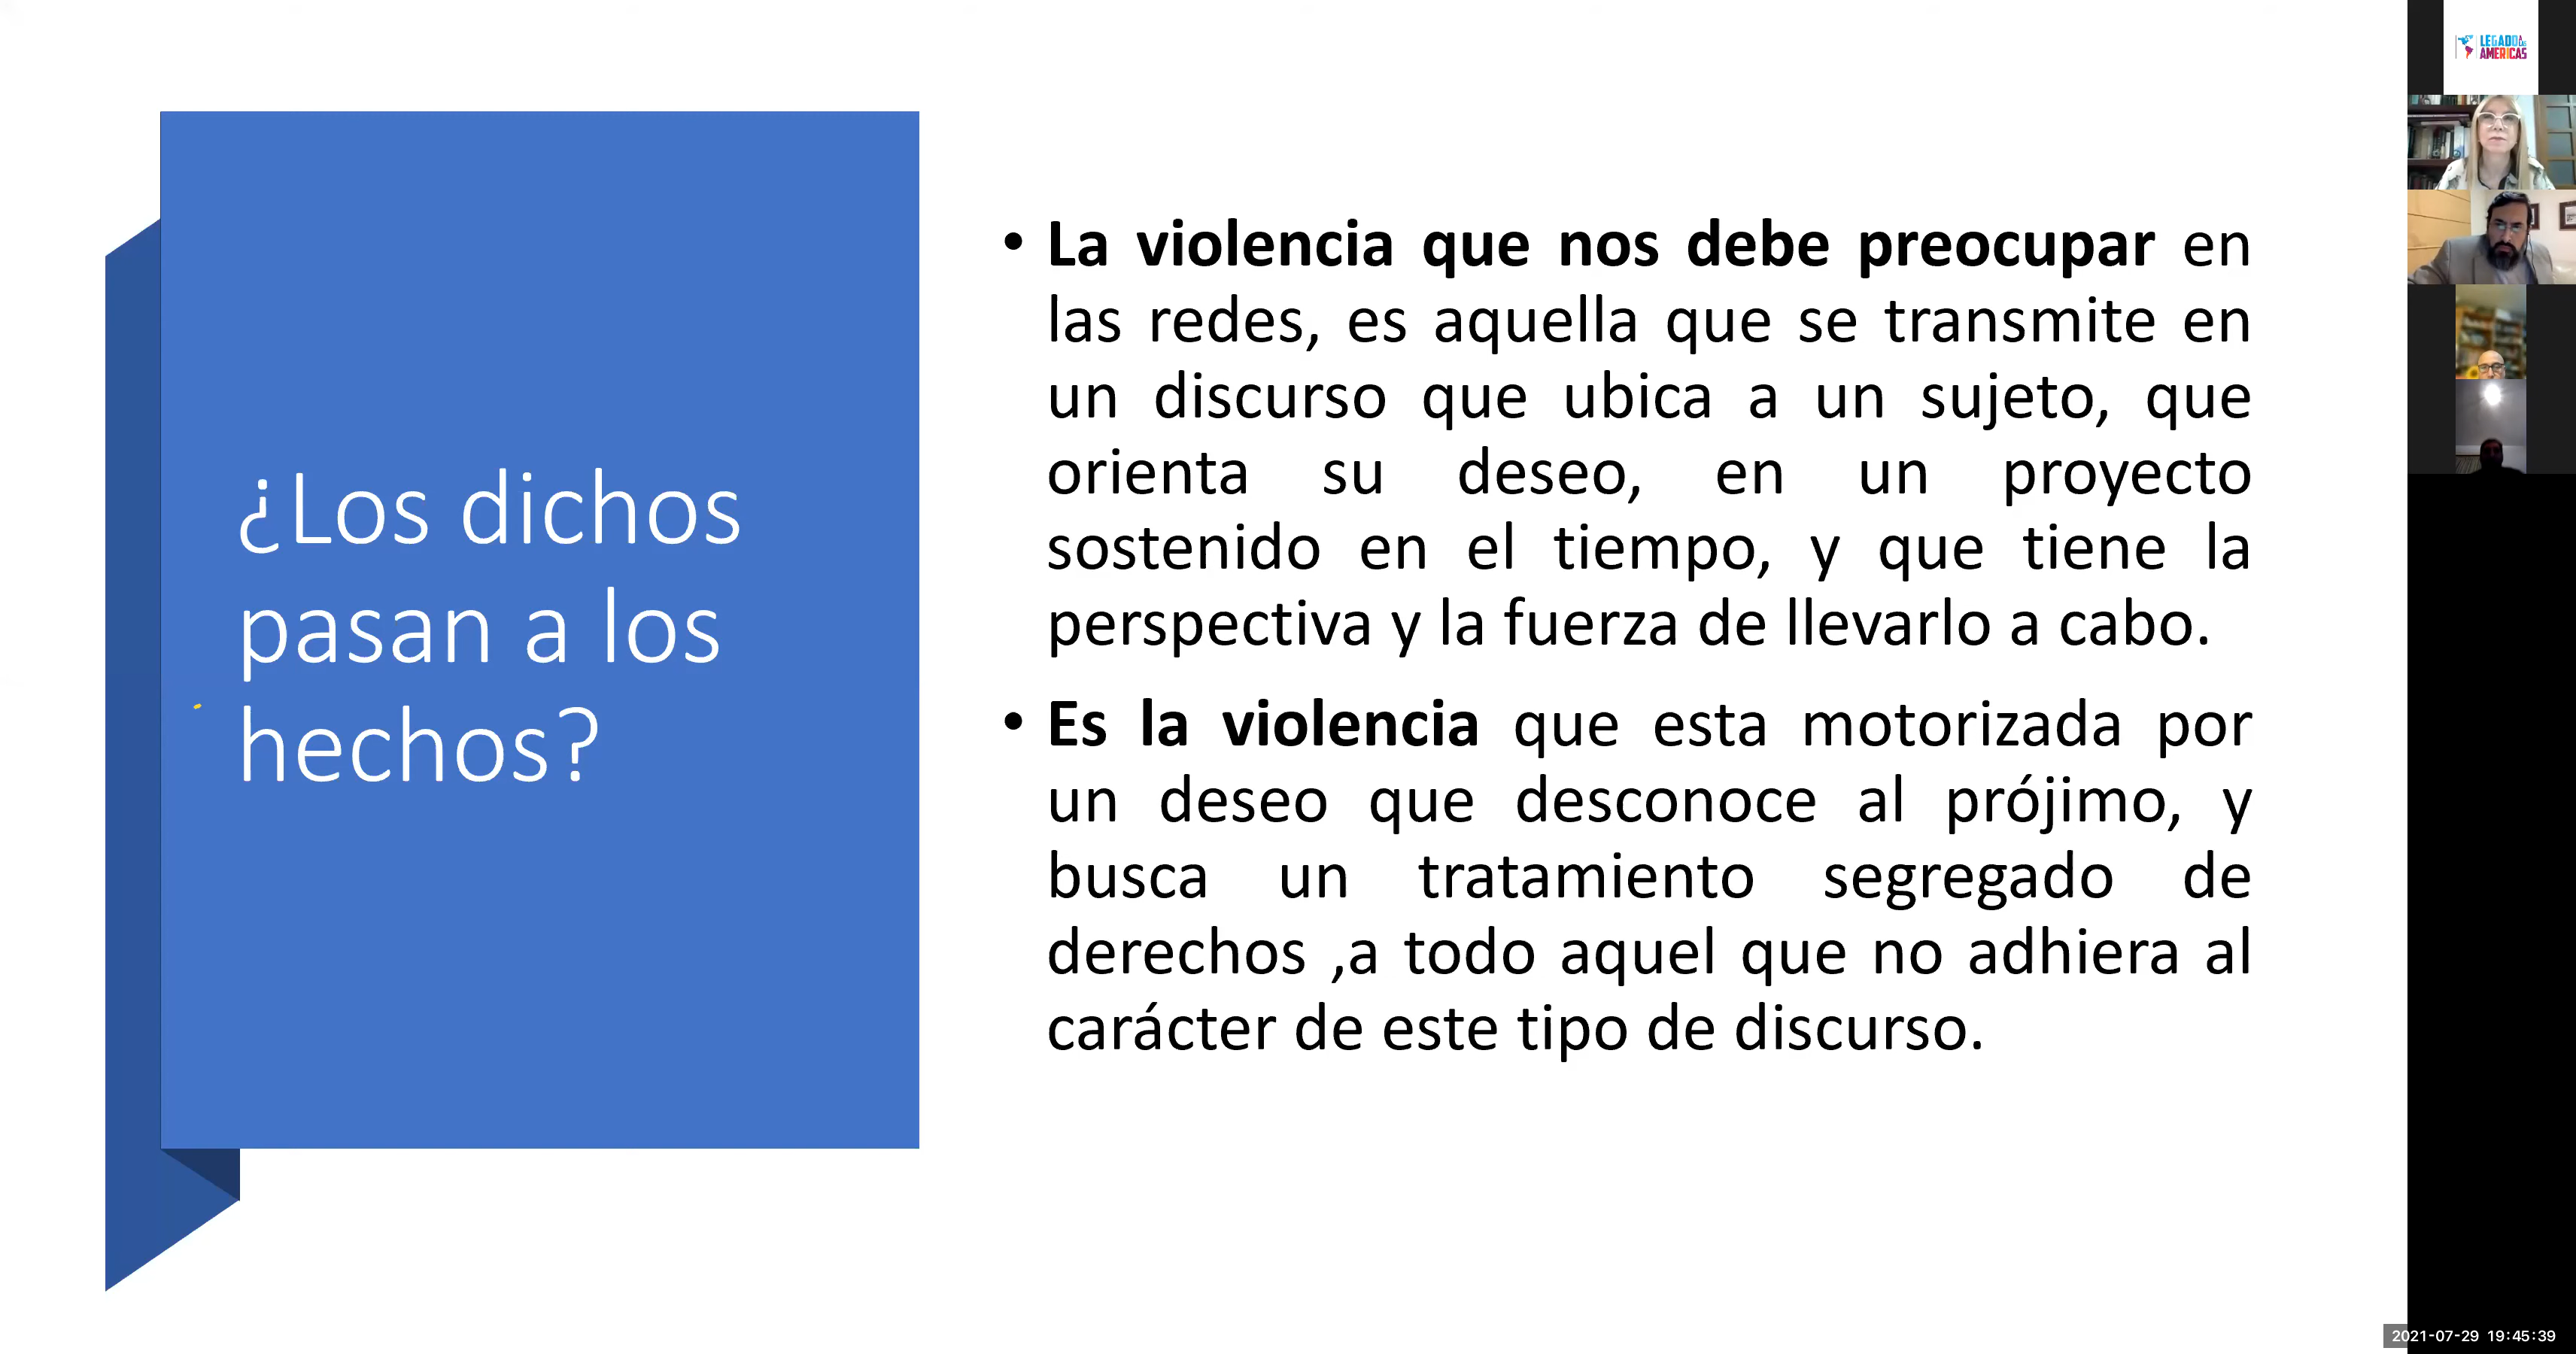 ¿Los dichos
pasan a los
hechos?
• La violencia que nos debe preocupar en
las redes, es aquella que se transmite en
un discurso que ubica a un sujeto, que
orienta su deseo, en un proyecto
sostenido en el tiempo, y que tiene la
perspectiva y la fuerza de llevarlo a cabo.
• Es la violencia que esta motorizada por
un deseo que desconoce al prójimo, y
busca un tratamiento segregado de
derechos ,a todo aquel que no adhiera al
carácter de este tipo de discurso.
LEGADO A LAS
AMERICAS
2021-07-29 19:45:39